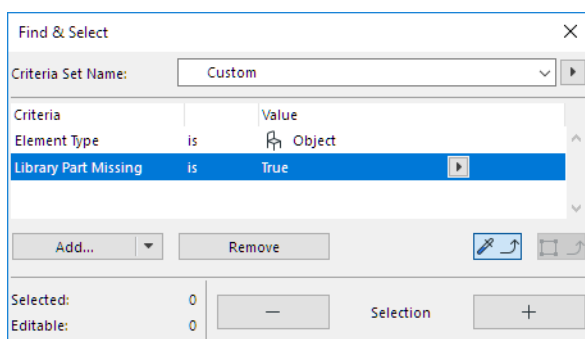 Find & Select
Criteria Set Name: Custom
Criteria Value
Element Type is Object
Library Part Missing is True
Add... Remove
Selected: 0
Editable: 0
Selection